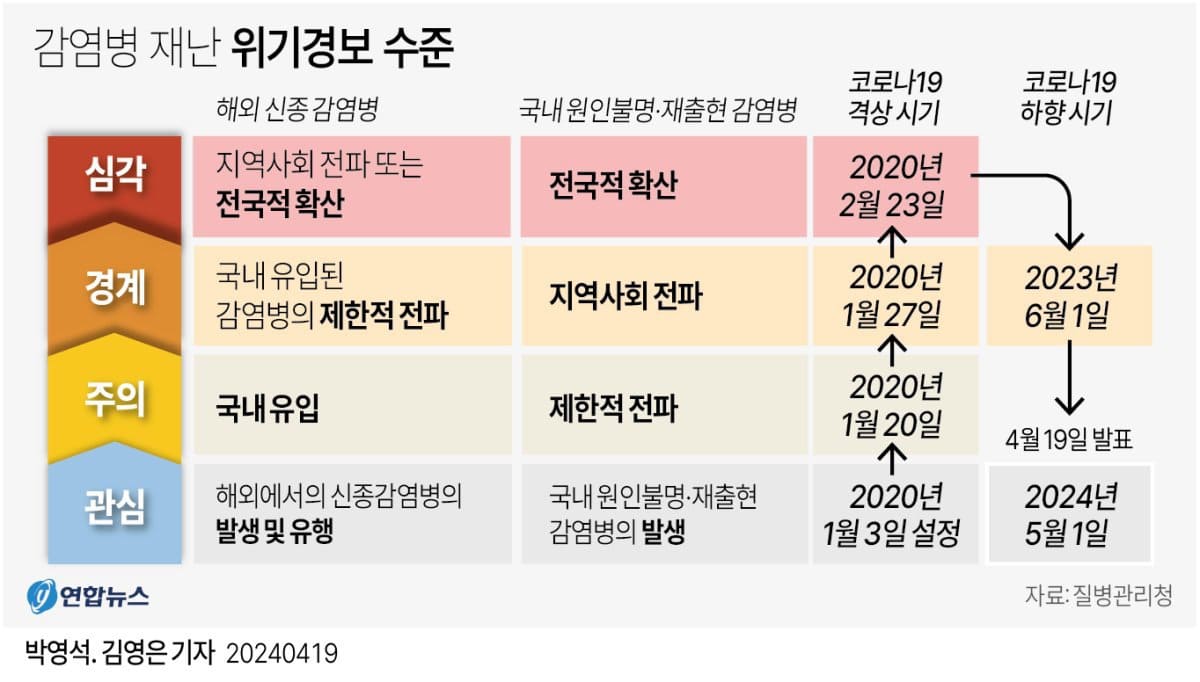 감염병 재난 위기경보 수준
해외 신종 감염병
국내 원인불명·재출현 감염병
코로나19
격상 시기
코로나19
하향 시기
심각
지역사회 전파 또는
전국적 확산
전국적 확산
2020년
2월 23일
경계
국내 유입된
감염병의 제한적 전파
지역사회 전파
2020년
1월 27일
2023년
6월 1일
주의
국내 유입
제한적 전파
2020년
1월 20일
4월 19일 발표
관심
해외에서의 신종감염병의
발생 및 유행
국내 원인불명·재출현
감염병의 발생
2020년
1월 3일 설정
2024년
5월 1일
y 연합뉴스
자료: 질병관리청
박영석. 김영은 기자 20240419